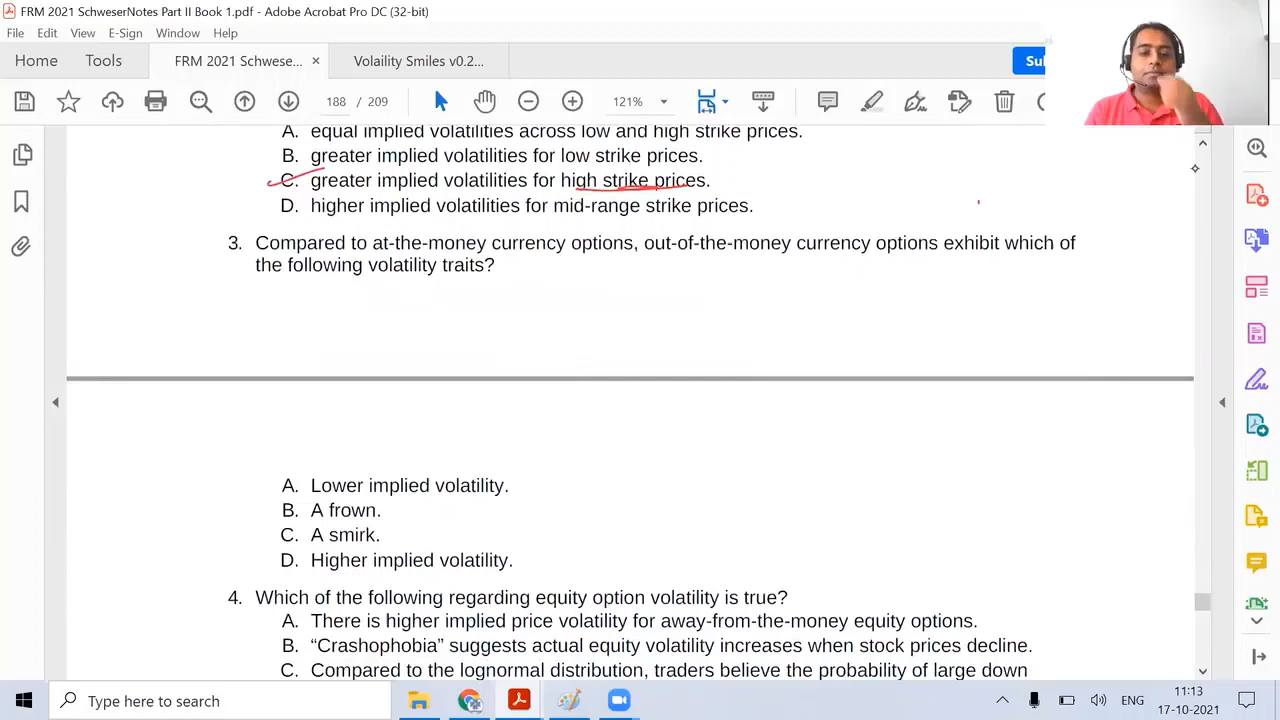 FRM 2021 SchweserNotes Part II Book 1.pdf - Adobe Acrobat Pro DC (32-bit)
File Edit View E-Sign Window Help
Home Tools FRM 2021 Schwese... × Volaility Smiles v0.2... Su
188 / 209 121%
A. equal implied volatilities across low and high strike prices.
B. greater implied volatilities for low strike prices.
C. greater implied volatilities for high strike prices.
D. higher implied volatilities for mid-range strike prices.
3. Compared to at-the-money currency options, out-of-the-money currency options exhibit which of
the following volatility traits?
A. Lower implied volatility.
B. A frown.
C. A smirk.
D. Higher implied volatility.
4. Which of the following regarding equity option volatility is true?
A. There is higher implied price volatility for away-from-the-money equity options.
B. “Crashophobia” suggests actual equity volatility increases when stock prices decline.
C. Compared to the lognormal distribution, traders believe the probability of large down
Type here to search
ENG
11:13
17-10-2021